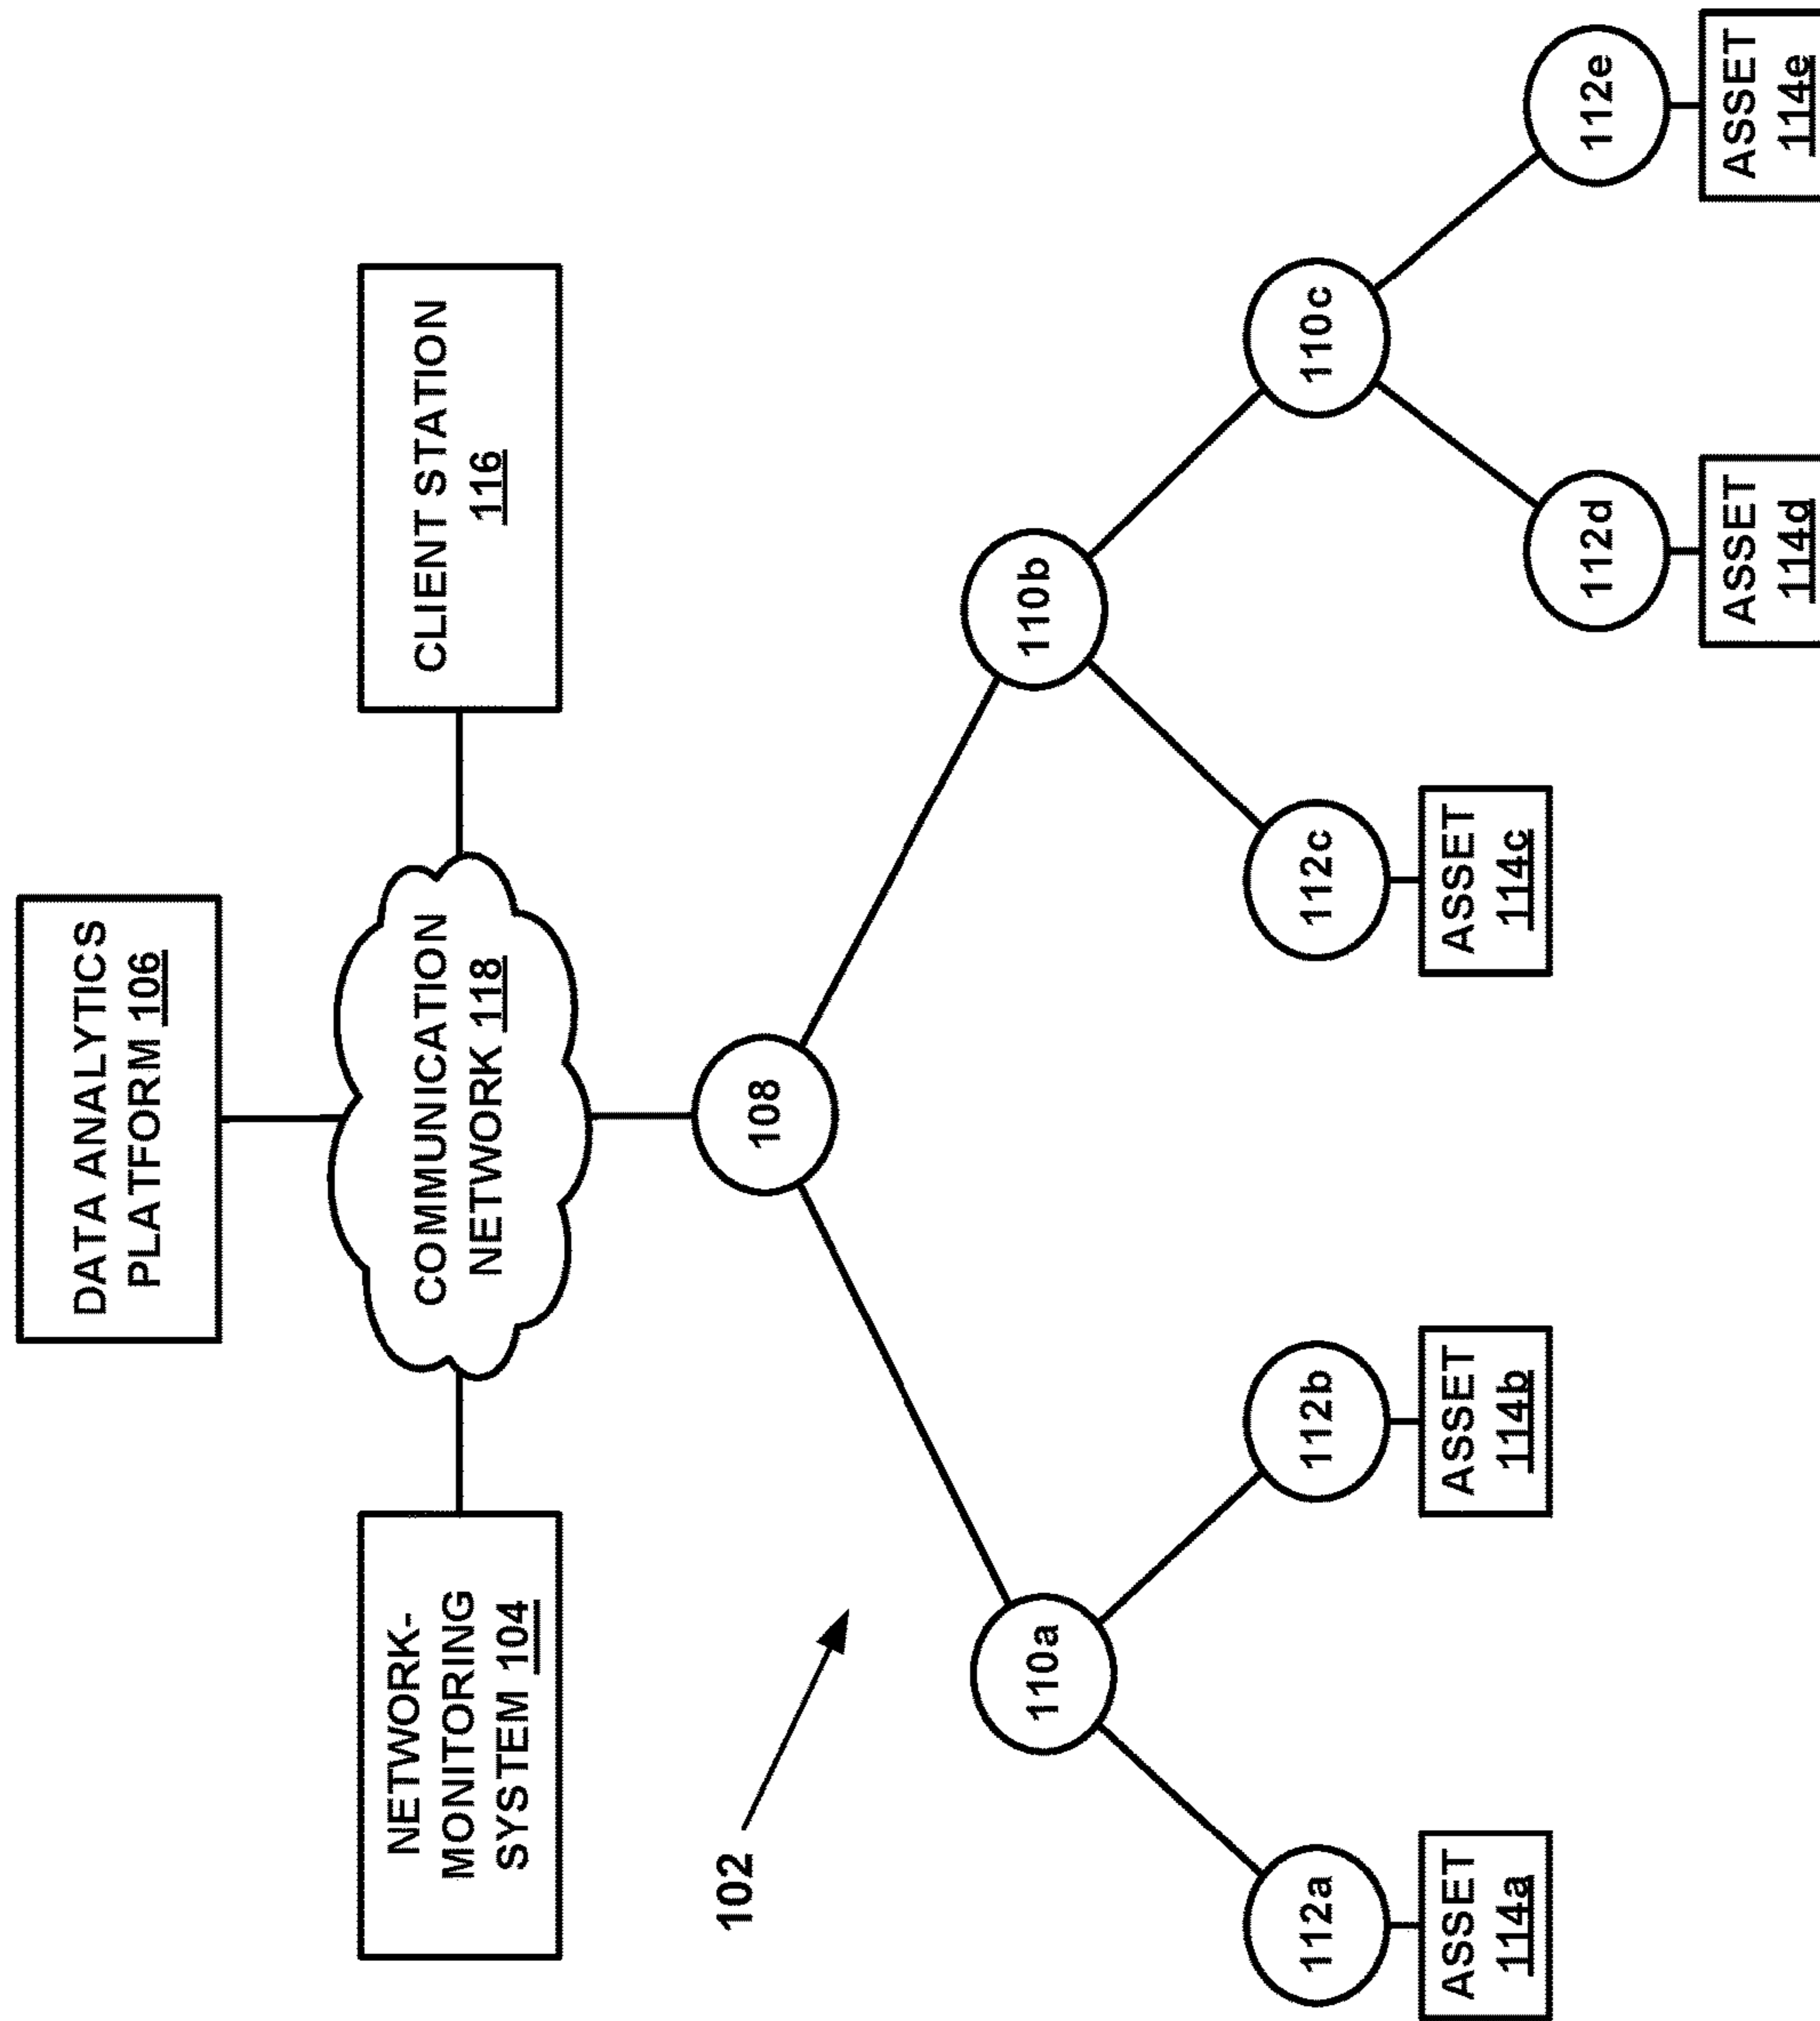 DATA ANALYTICS
PLATFORM 106
NETWORK-
MONITORING
SYSTEM 104
COMMUNICATION
NETWORK 118
CLIENT STATION
116
102
108
110a
110b
112a
112b
112c
110c
ASSET
114a
ASSET
114b
ASSET
114c
112d
112e
ASSET
114d
ASSET
114e